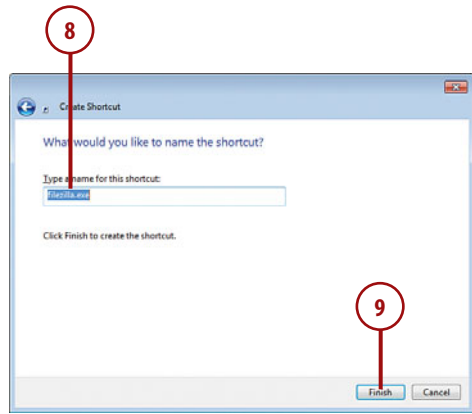 8
Create Shortcut
What would you like to name the shortcut?
Type a name for this shortcut:
filezilla.exe
Click Finish to create the shortcut.
9
Finish
Cancel